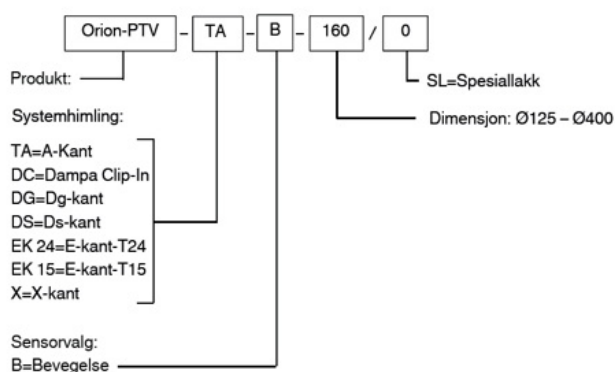 Orion-PTV – TA – B – 160 / 0
Produkt:
SL=Spesiallakk
Systemhimling:
Dimensjon: Ø125 – Ø400
TA=A-Kant
DC=Dampa Clip-In
DG=Dg-kant
DS=Ds-kant
EK 24=E-kant-T24
EK 15=E-kant-T15
X=X-kant
Sensorvalg:
B=Bevegelse